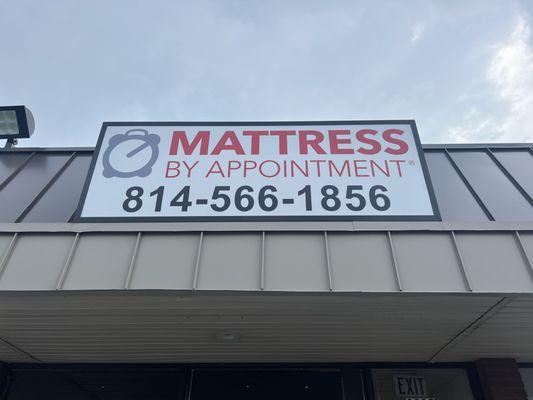 MATTRESS
BY APPOINTMENT®
814-566-1856
EXIT